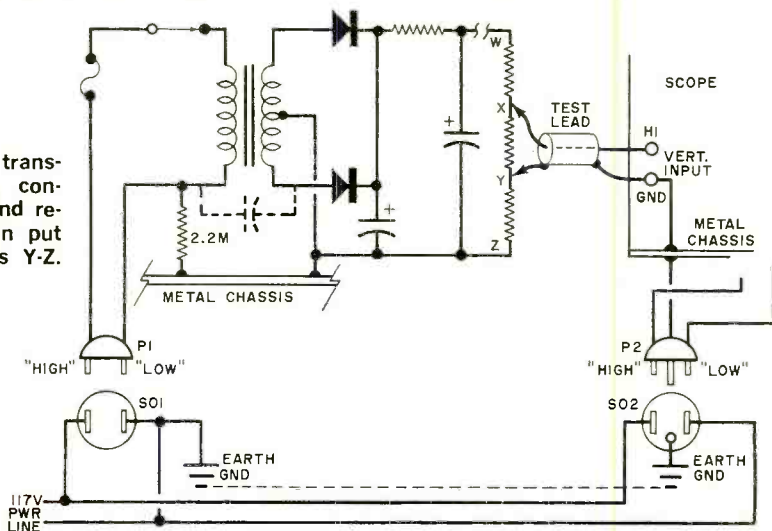 trans-
con-
nd re-
n put
s Y-Z.
2.2M
METAL CHASSIS
+
+
W
X
Y
Z
TEST
LEAD
SCOPE
HI
VERT.
INPUT
GND
METAL
CHASSIS
P1
"HIGH" "LOW"
P2
"HIGH" "LOW"
SO1
SO2
EARTH
GND
EARTH
GND
117V
PWR
LINE